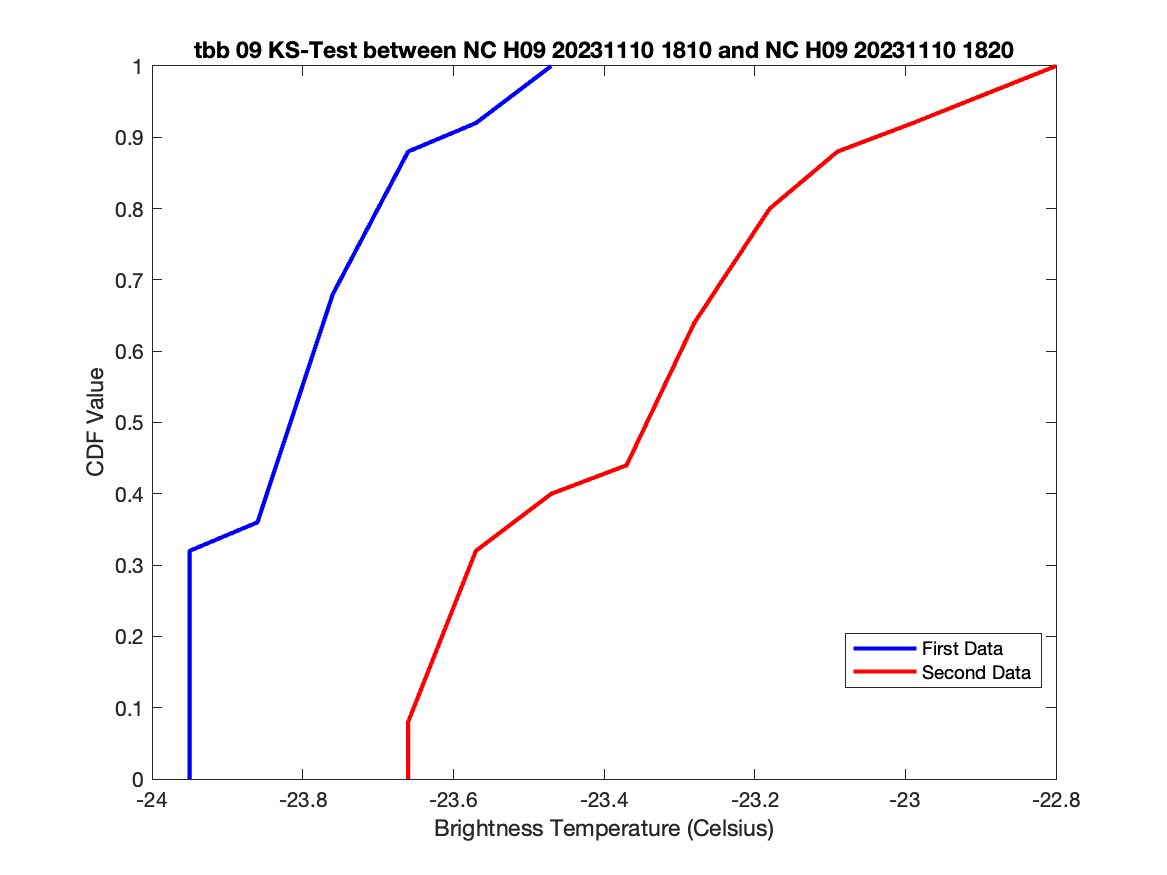 tbb 09 KS-Test between NC H09 20231110 1810 and NC H09 20231110 1820
1
0.9
0.8
0.7
0.6
0.5
0.4
0.3
0.2
0.1
0
CDF Value
First Data
Second Data
-24 -23.8 -23.6 -23.4 -23.2 -23 -22.8
Brightness Temperature (Celsius)